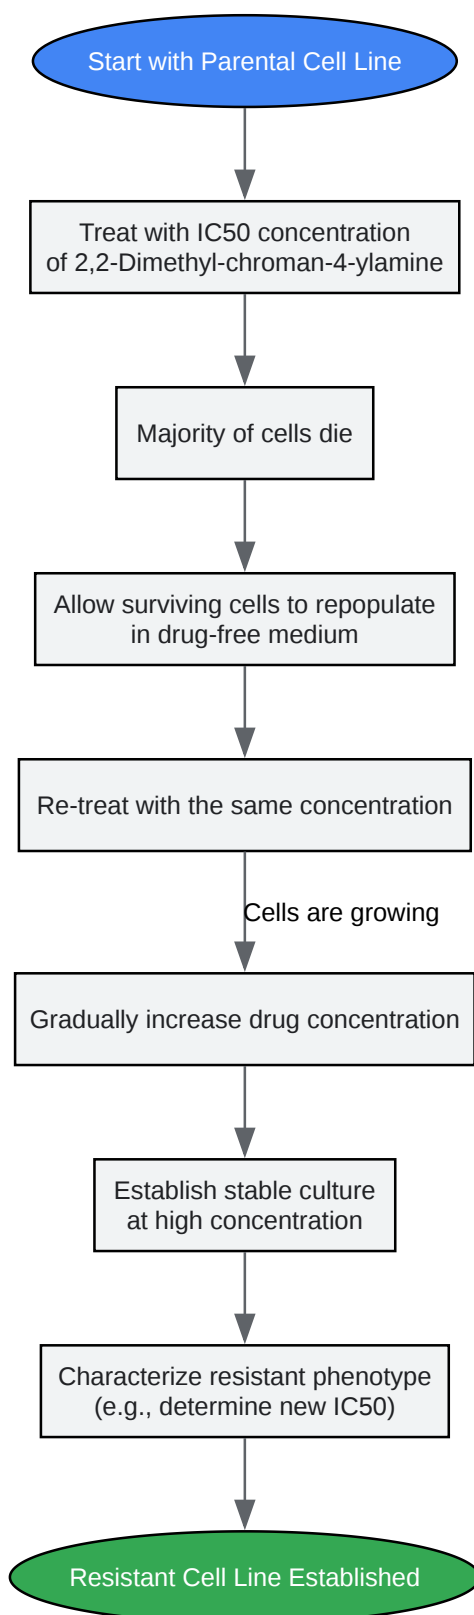 Start with Parental Cell Line
Treat with IC50 concentration
of 2,2-Dimethyl-chroman-4-ylamine
Majority of cells die
Allow surviving cells to repopulate
in drug-free medium
Re-treat with the same concentration
Cells are growing
Gradually increase drug concentration
Establish stable culture
at high concentration
Characterize resistant phenotype
(e.g., determine new IC50)
Resistant Cell Line Established